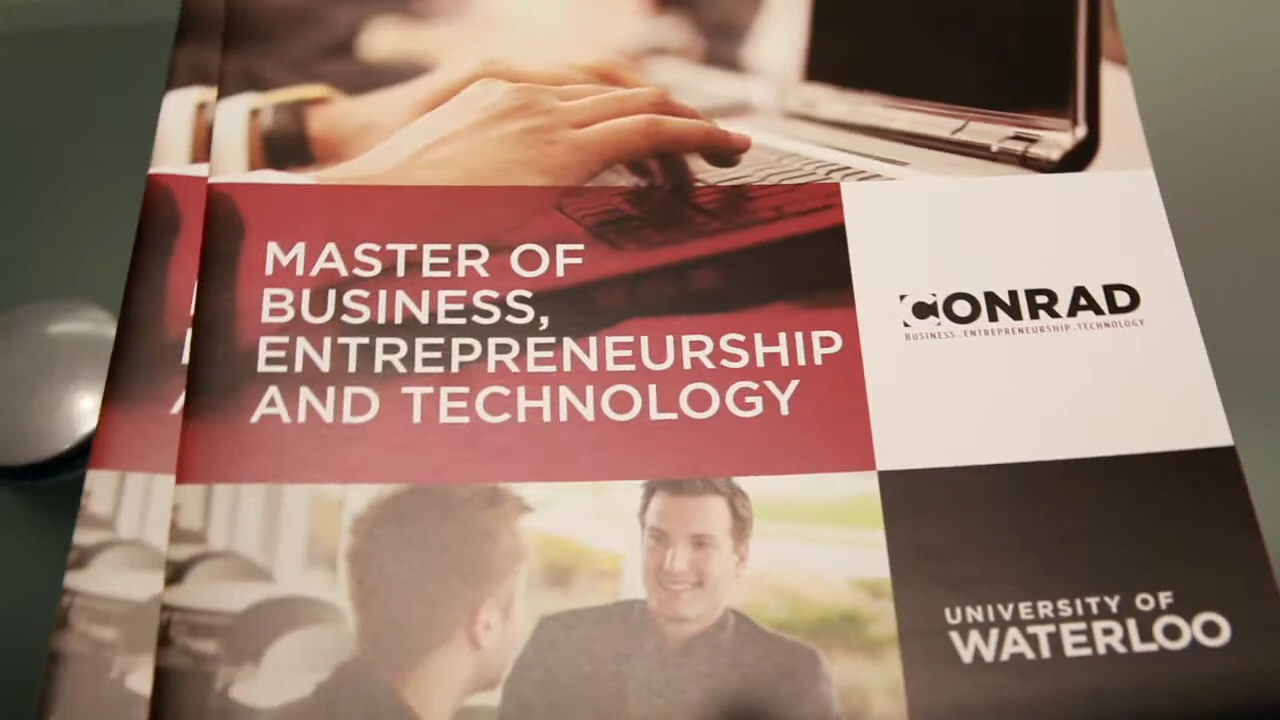 MASTER OF
BUSINESS,
ENTREPRENEURSHIP
AND TECHNOLOGY
CONRAD
BUSINESS . ENTREPRENEURSHIP . TECHNOLOGY
UNIVERSITY OF
WATERLOO